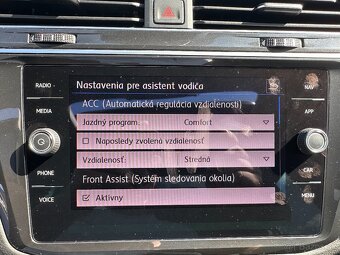 Nastavenia pre asistent vodiča
ACC (Automatická regulácia vzdialenosti)
Jazdný program: Comfort
Naposledy zvolená vzdialenosť
Vzdialenosť: Stredná
Front Assist (Systém sledovania okolia)
Aktívny
RADIO
MEDIA
PHONE
VOICE
NAV
APP
CAR
MENU